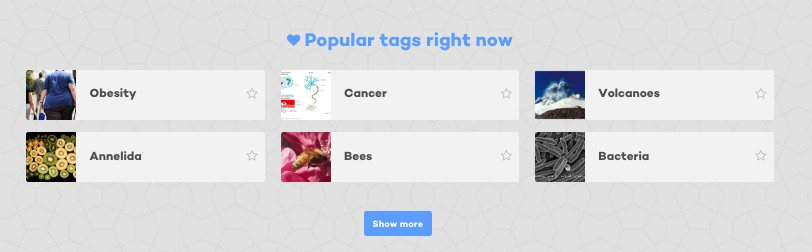 Popular tags right now
Obesity
Cancer
Volcanoes
Annelida
Bees
Bacteria
Show more